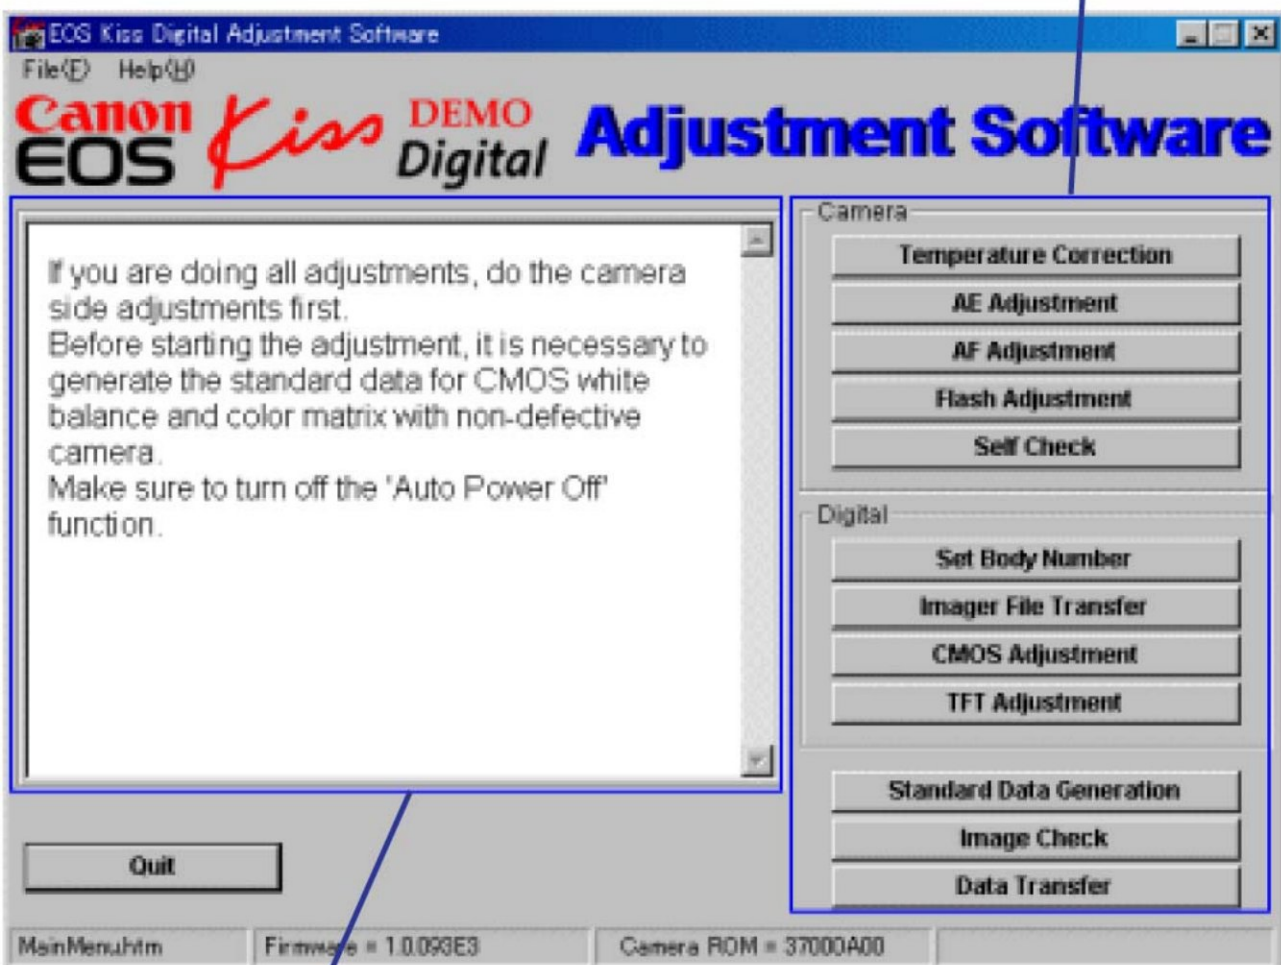 EOS Kiss Digital Adjustment Software
File(F) Help(H)
Canon
EOS Kiss DEMO Digital Adjustment Software
If you are doing all adjustments, do the camera
side adjustments first.
Before starting the adjustment, it is necessary to
generate the standard data for CMOS white
balance and color matrix with non-defective
camera.
Make sure to turn off the 'Auto Power Off'
function.
Quit
Camera
Temperature Correction
AE Adjustment
AF Adjustment
Flash Adjustment
Self Check
Digital
Set Body Number
Imager File Transfer
CMOS Adjustment
TFT Adjustment
Standard Data Generation
Image Check
Data Transfer
MainMenu.htm Firmware = 1.0.093E3 Camera ROM = 37000A00